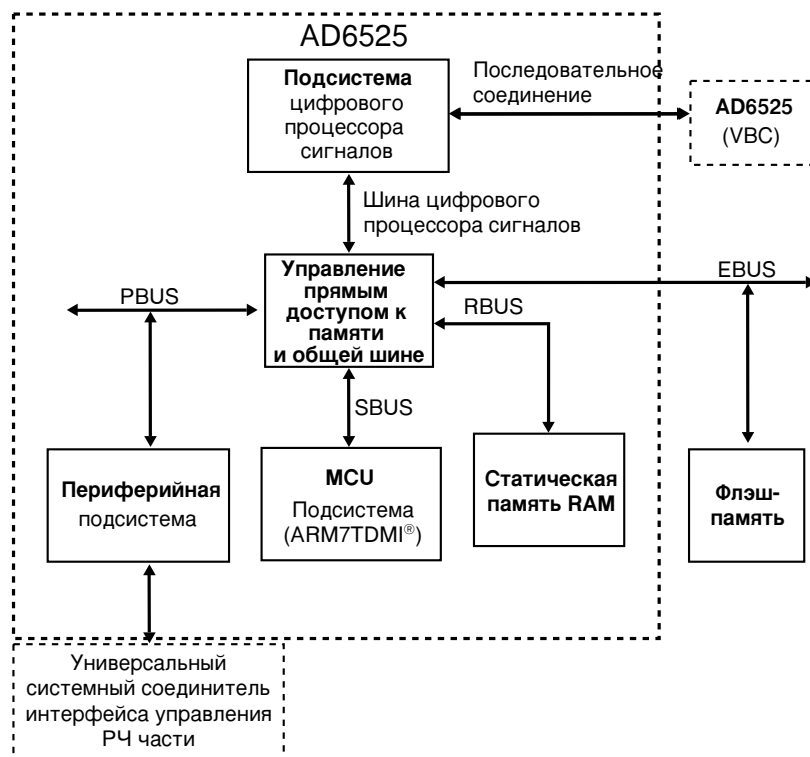 AD6525
Подсистема
цифрового
процессора
сигналов
Последовательное
соединение
AD6525
(VBC)
Шина цифрового
процессора сигналов
Управление
прямым
доступом к
памяти
и общей шине
PBUS
EBUS
RBUS
SBUS
Периферийная
подсистема
MCU
Подсистема
(ARM7TDMI®)
Статическая
память RAM
Флэш-
память
Универсальный
системный соединитель
интерфейса управления
РЧ части